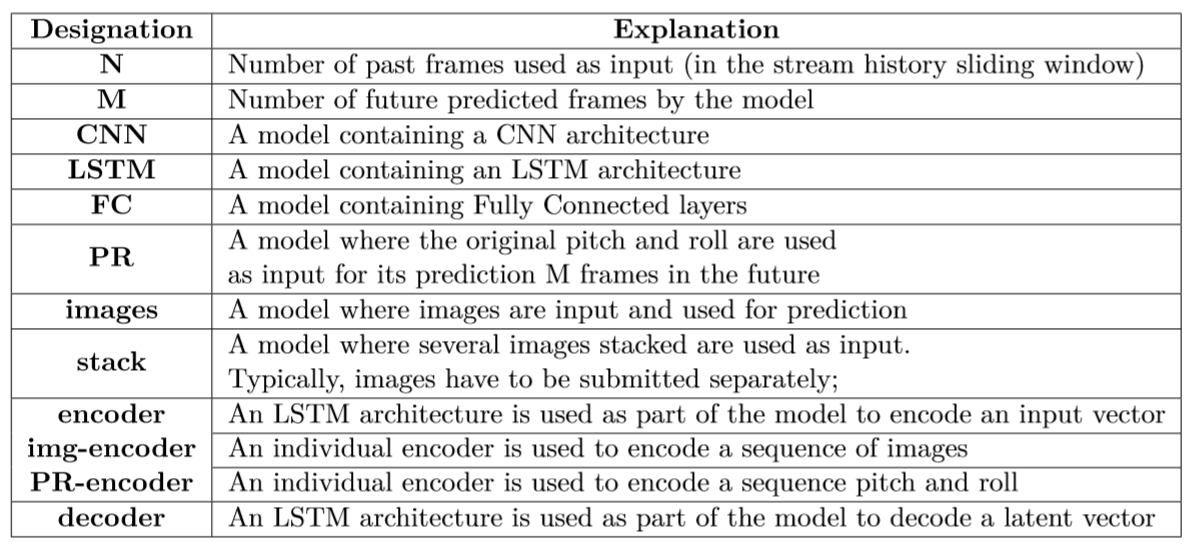 Designation Explanation
N Number of past frames used as input (in the stream history sliding window)
M Number of future predicted frames by the model
CNN A model containing a CNN architecture
LSTM A model containing an LSTM architecture
FC A model containing Fully Connected layers
PR A model where the original pitch and roll are used
as input for its prediction M frames in the future
images A model where images are input and used for prediction
stack A model where several images stacked are used as input.
Typically, images have to be submitted separately;
encoder An LSTM architecture is used as part of the model to encode an input vector
img-encoder An individual encoder is used to encode a sequence of images
PR-encoder An individual encoder is used to encode a sequence pitch and roll
decoder An LSTM architecture is used as part of the model to decode a latent vector